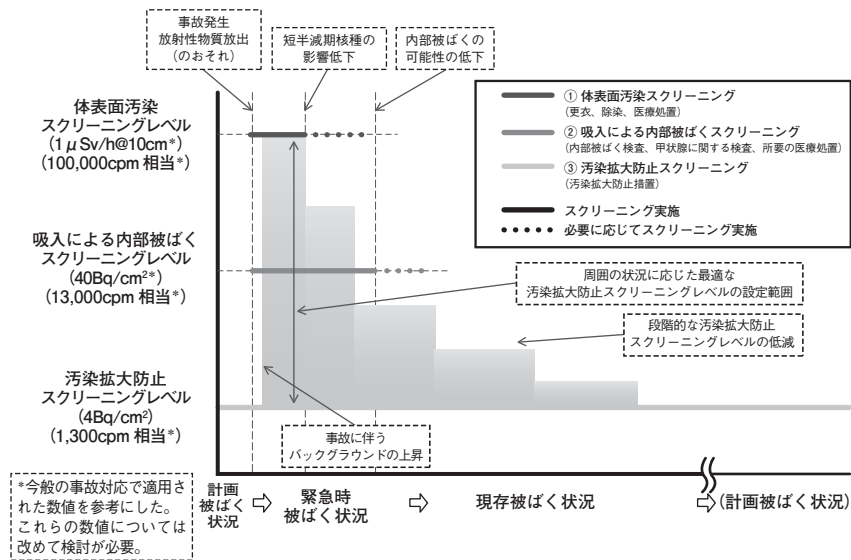 事故発生
放射性物質放出
(のおそれ)
短半減期核種の
影響低下
内部被ばくの
可能性の低下
体表面汚染
スクリーニングレベル
(1μSv/h@10cm*)
(100,000cpm 相当*)
吸入による内部被ばく
スクリーニングレベル
(40Bq/cm²*)
(13,000cpm 相当*)
汚染拡大防止
スクリーニングレベル
(4Bq/cm²)
(1,300cpm 相当*)
① 体表面汚染スクリーニング
(更衣、除染、医療処置)
② 吸入による内部被ばくスクリーニング
(内部被ばく検査、甲状腺に関する検査、所要の医療処置)
③ 汚染拡大防止スクリーニング
(汚染拡大防止措置)
スクリーニング実施
必要に応じてスクリーニング実施
周囲の状況に応じた最適な
汚染拡大防止スクリーニングレベルの設定範囲
段階的な汚染拡大防止
スクリーニングレベルの低減
事故に伴う
バックグラウンドの上昇
*今般の事故対応で適用さ
れた数値を参考にした。
これらの数値については
改めて検討が必要。
計画
被ばく
状況
緊急時
被ばく状況
現存被ばく状況
(計画被ばく状況)